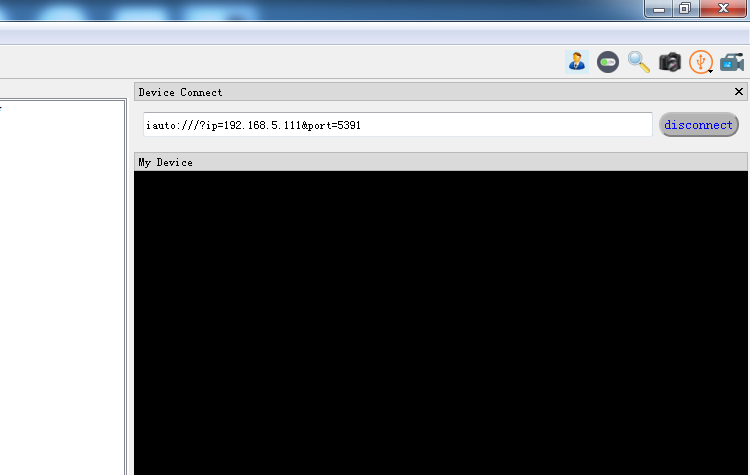 Device Connect
iauto:///?ip=192.168.5.111&port=5391
disconnect
My Device